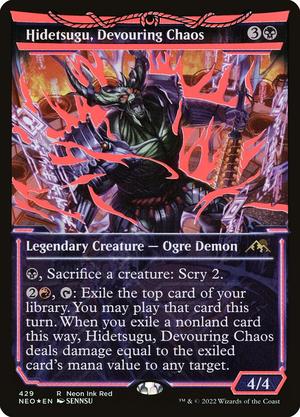 Hidetsugu, Devouring Chaos 3
Legendary Creature — Ogre Demon
, Sacrifice a creature: Scry 2.
2 , : Exile the top card of your
library. You may play that card this
turn. When you exile a nonland card
this way, Hidetsugu, Devouring Chaos
deals damage equal to the exiled
card's mana value to any target.
4/4
429 R Neon Ink Red
NEO★EN SENNSU
™ & © 2022 Wizards of the Coast